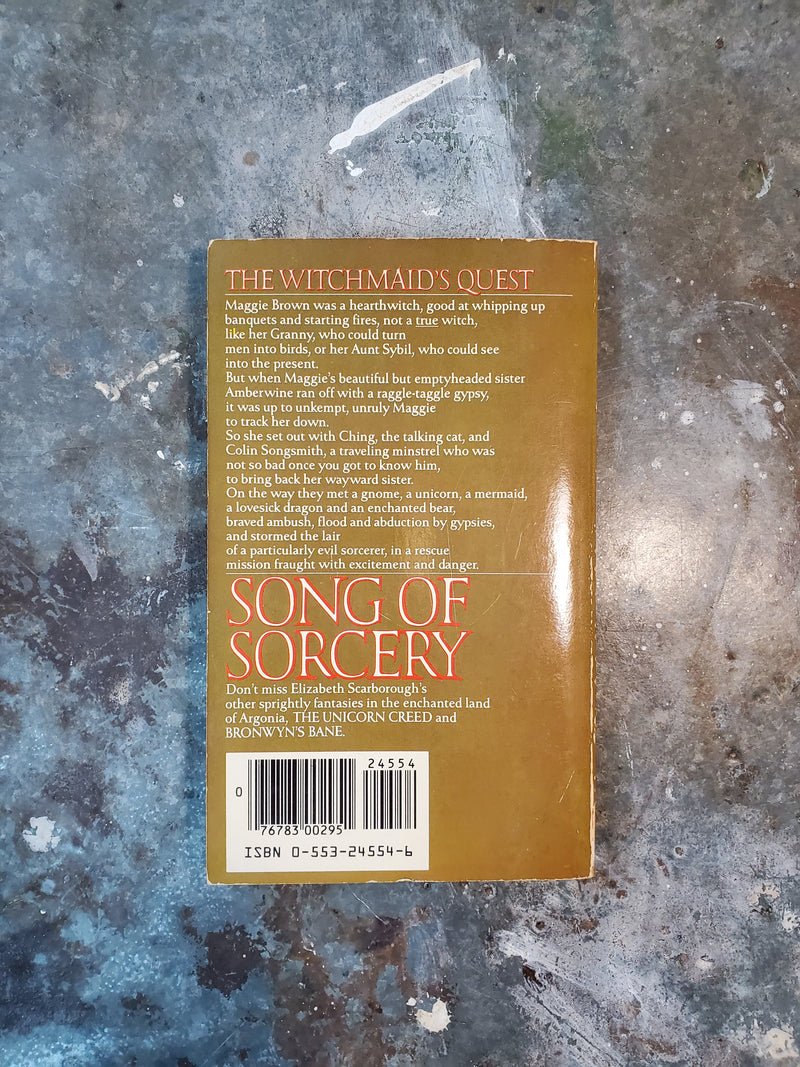 THE WITCHMAID'S QUEST
Maggie Brown was a hearthwitch, good at whipping up
banquets and starting fires, not a true witch,
like her Granny, who could turn
men into birds, or her Aunt Sybil, who could see
into the present.
But when Maggie's beautiful but emptyheaded sister
Amberwine ran off with a raggle-taggle gypsy,
it was up to unkempt, unruly Maggie
to track her down.
So she set out with Ching, the talking cat, and
Colin Songsmith, a traveling minstrel who was
not so bad once you got to know him,
to bring back her wayward sister.
On the way they met a gnome, a unicorn, a mermaid,
a lovesick dragon and an enchanted bear,
braved ambush, flood and abduction by gypsies,
and stormed the lair
of a particularly evil sorcerer, in a rescue
mission fraught with excitement and danger.
SONG OF
SORCERY
Don't miss Elizabeth Scarborough's
other sprightly fantasies in the enchanted land
of Argonia, THE UNICORN CREED and
BRONWYN'S BANE.
24554
0
76783 00295
ISBN 0-553-24554-6